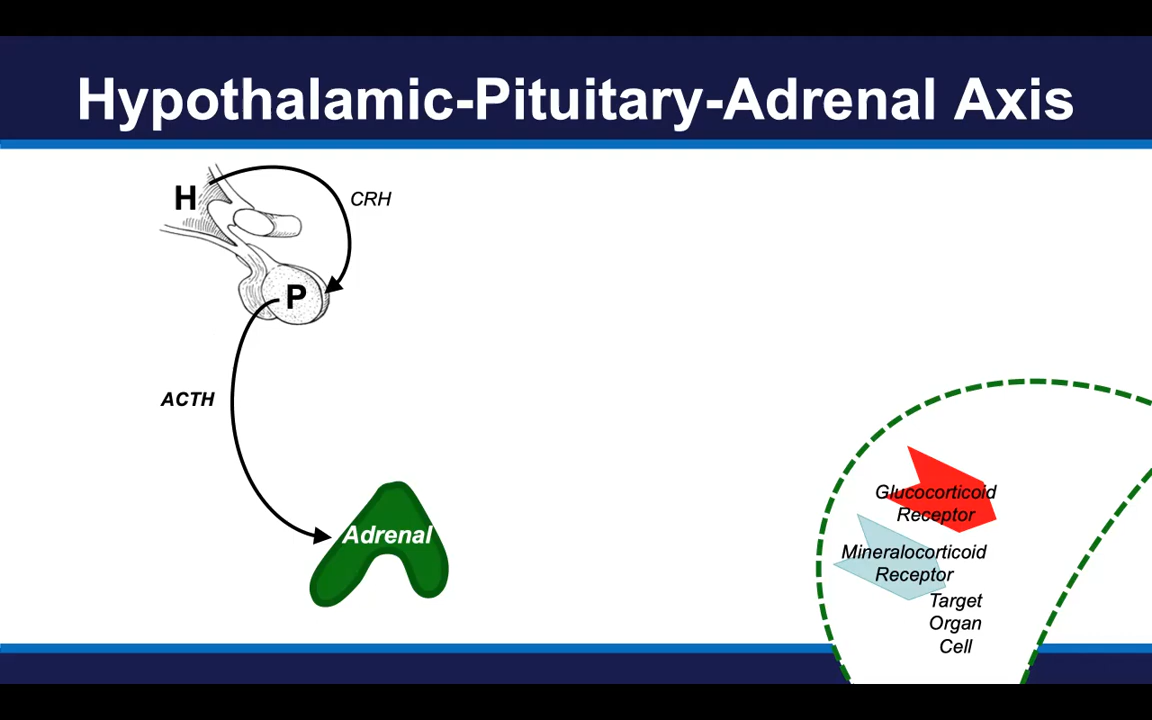 Hypothalamic-Pituitary-Adrenal Axis
H
CRH
P
ACTH
Adrenal
Glucocorticoid
Receptor
Mineralocorticoid
Receptor
Target
Organ
Cell